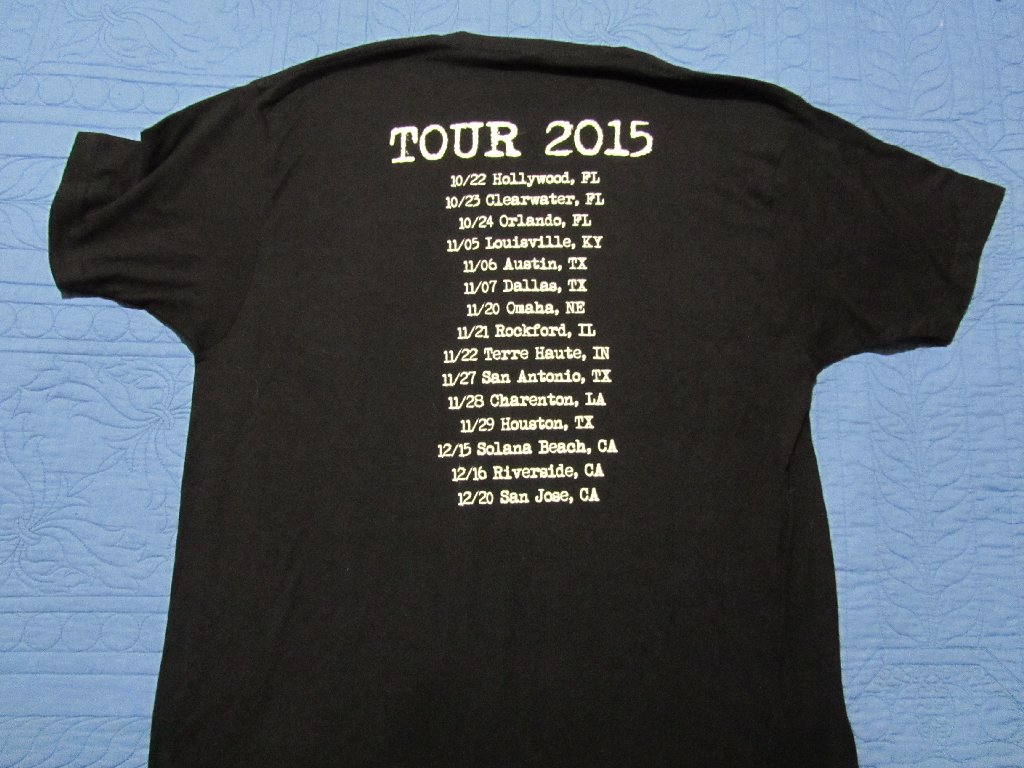 TOUR 2015
10/22 Hollywood, FL
10/23 Clearwater, FL
10/24 Orlando, FL
11/05 Louisville, KY
11/06 Austin, TX
11/07 Dallas, TX
11/20 Omaha, NE
11/21 Rockford, IL
11/22 Terre Haute, IN
11/27 San Antonio, TX
11/28 Charenton, LA
11/29 Houston, TX
12/15 Solana Beach, CA
12/16 Riverside, CA
12/20 San Jose, CA